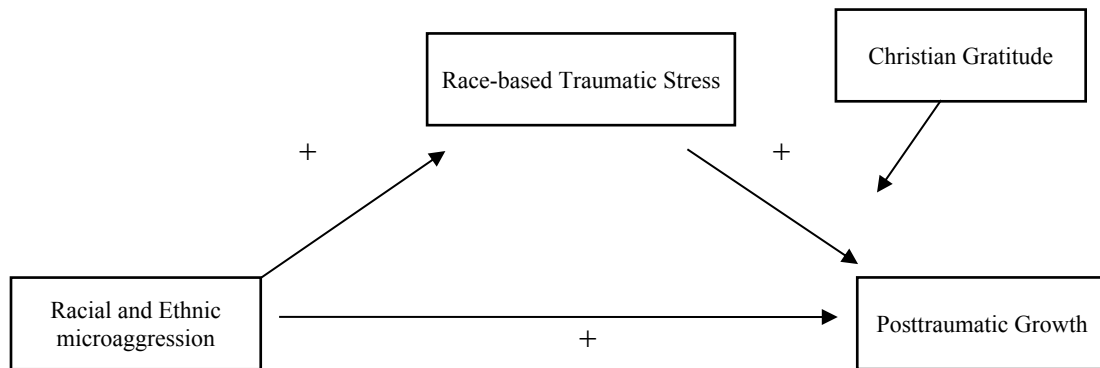 Christian Gratitude
Race-based Traumatic Stress
+
+
Racial and Ethnic
microaggression
Posttraumatic Growth
+